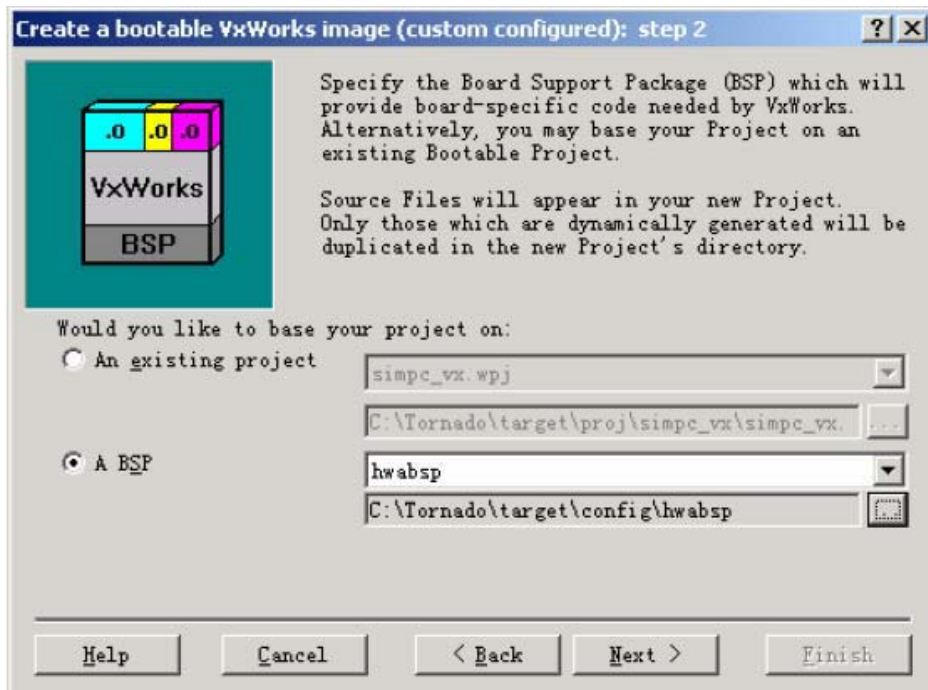 Create a bootable VxWorks image (custom configured): step 2
.0 .0 .0
VxWorks
BSP
Specify the Board Support Package (BSP) which will
provide board-specific code needed by VxWorks.
Alternatively, you may base your Project on an
existing Bootable Project.
Source Files will appear in your new Project.
Only those which are dynamically generated will be
duplicated in the new Project's directory.
Would you like to base your project on:
An existing project
simpc_vx.wpj
C:\Tornado\target\proj\simpc_vx\simpc_vx.
...
A BSP
hwabsp
C:\Tornado\target\config\hwabsp
...
Help
Cancel
< Back
Next >
Finish